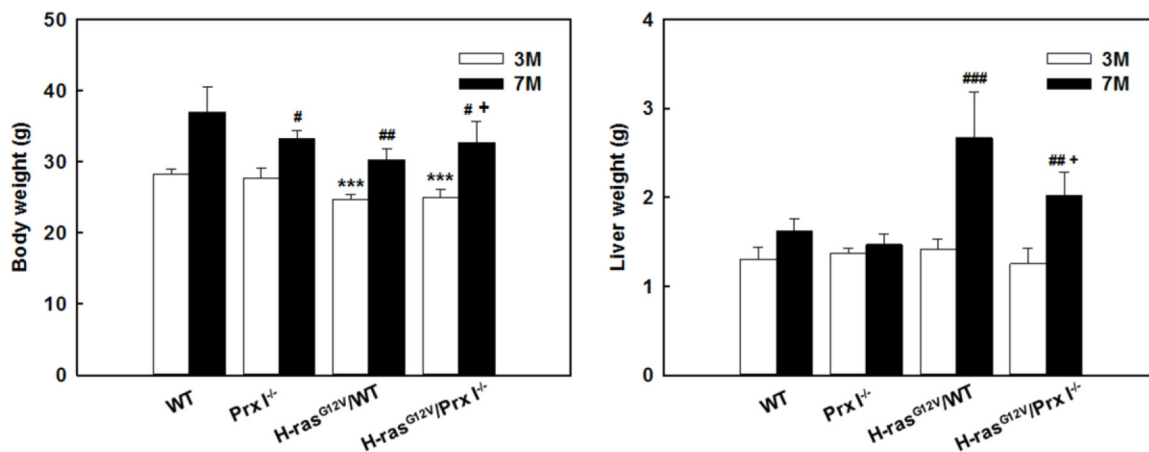 50
40
30
20
10
0
Body weight (g)
3M
7M
#
##
# +
***
***
WT
Prx I⁻/⁻
H-rasᴳ¹²ⱽ/WT
H-rasᴳ¹²ⱽ/Prx I⁻/⁻
4
3
2
1
0
Liver weight (g)
3M
7M
###
## +
WT
Prx I⁻/⁻
H-rasᴳ¹²ⱽ/WT
H-rasᴳ¹²ⱽ/Prx I⁻/⁻